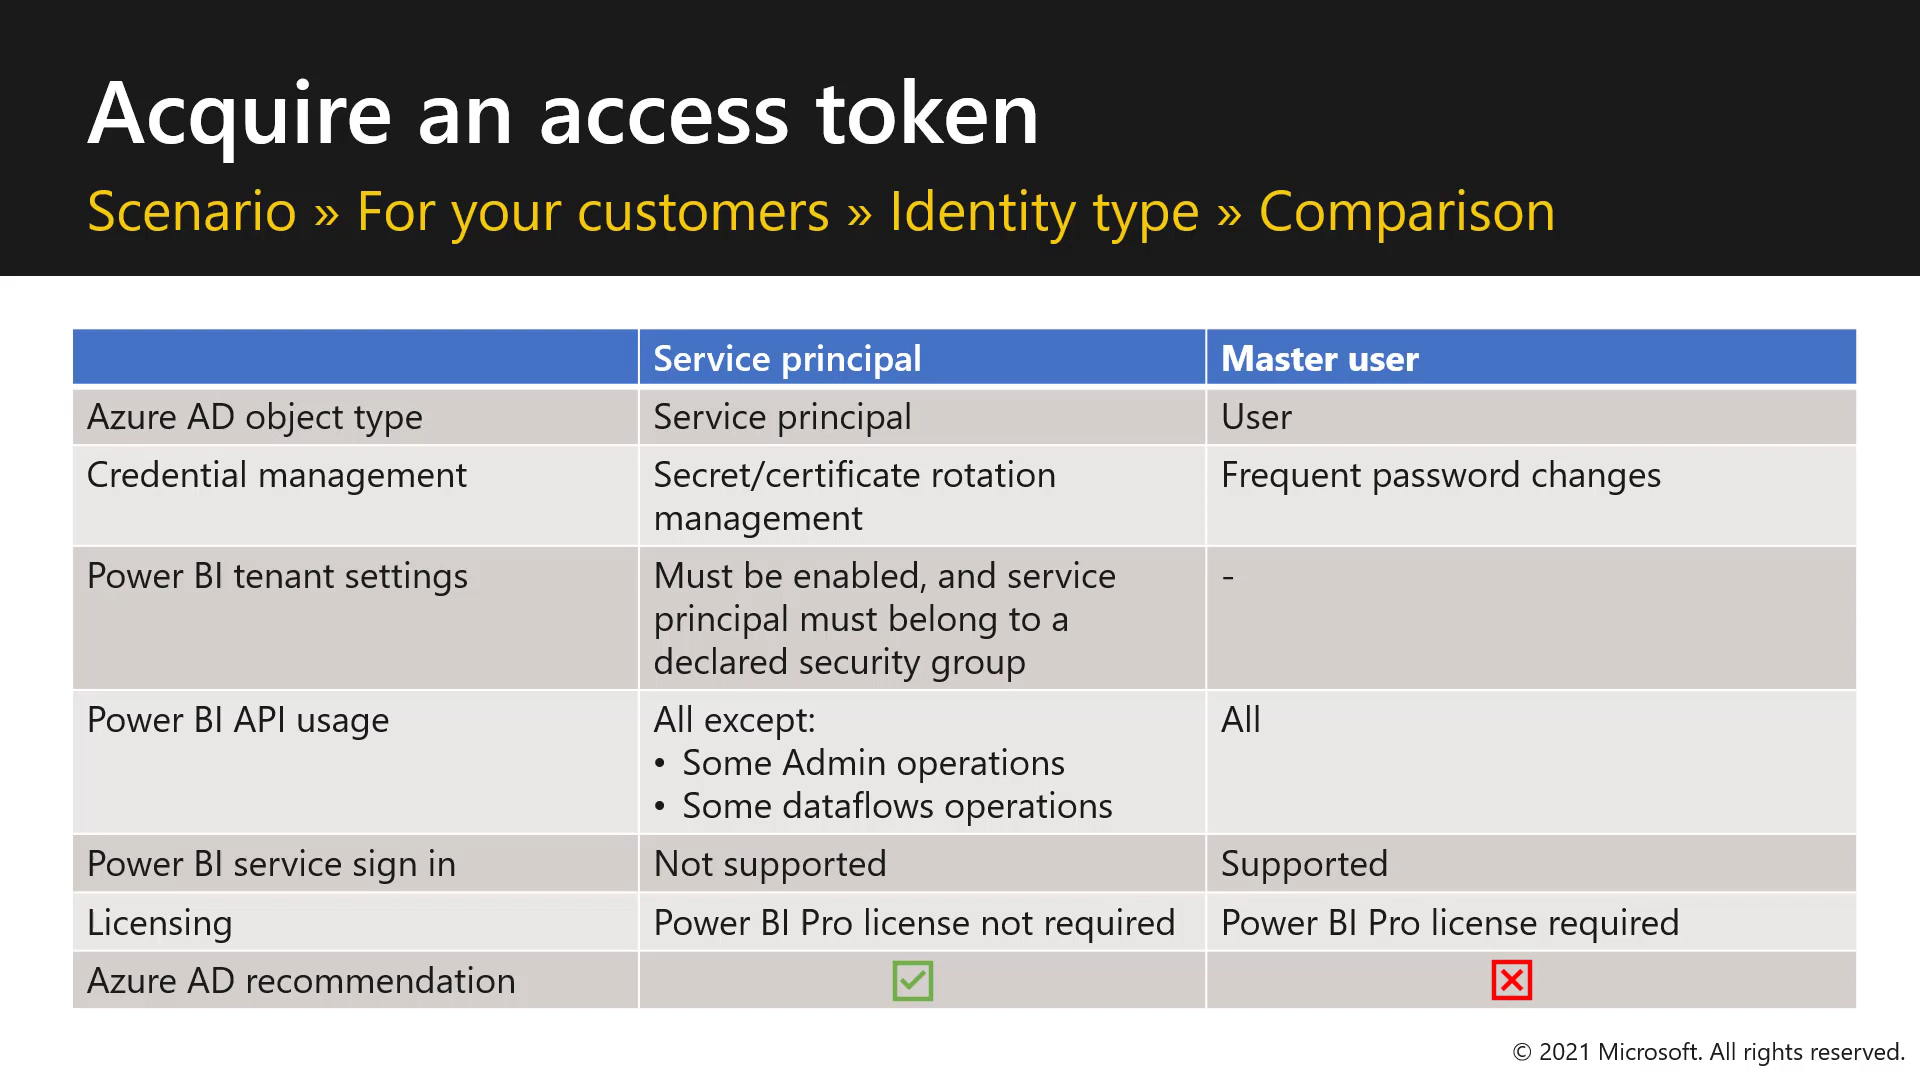 Acquire an access token
Scenario » For your customers » Identity type » Comparison
Service principal
Master user
Azure AD object type
Service principal
User
Credential management
Secret/certificate rotation
management
Frequent password changes
Power BI tenant settings
Must be enabled, and service
principal must belong to a
declared security group
-
Power BI API usage
All except:
• Some Admin operations
• Some dataflows operations
All
Power BI service sign in
Not supported
Supported
Licensing
Power BI Pro license not required
Power BI Pro license required
Azure AD recommendation
© 2021 Microsoft. All rights reserved.